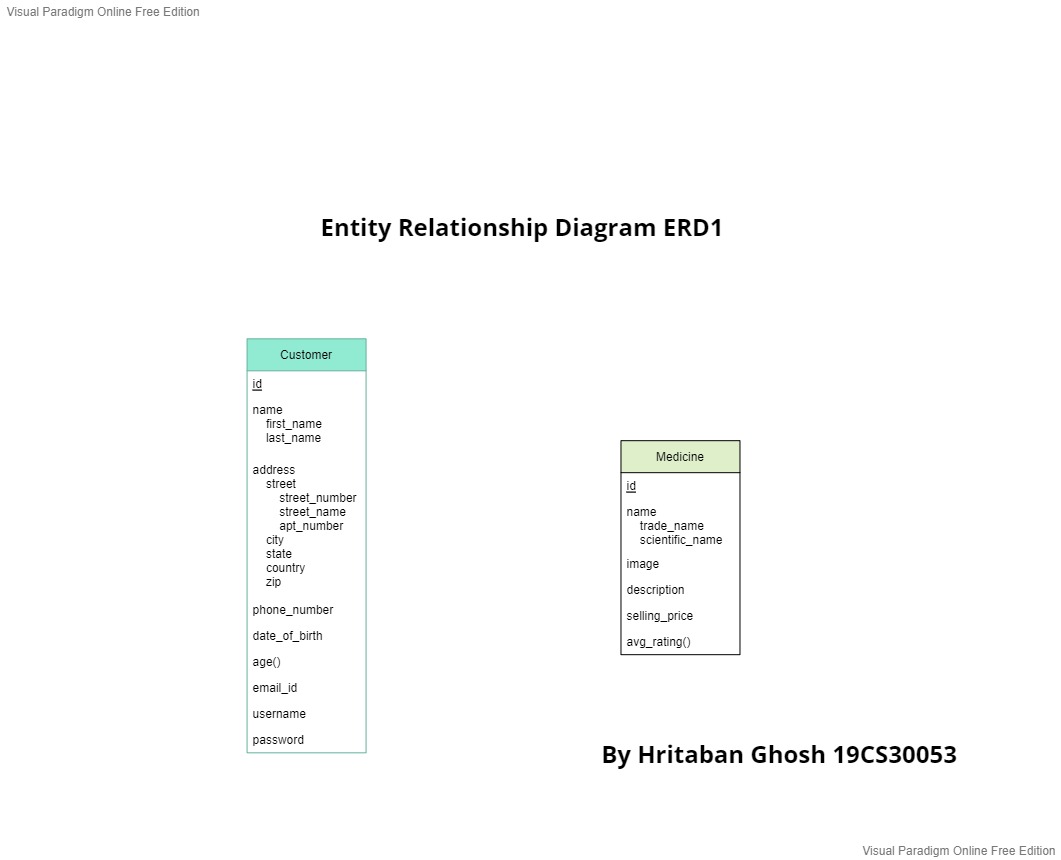 Visual Paradigm Online Free Edition
Entity Relationship Diagram ERD1
Customer
id
name
first_name
last_name
address
street
street_number
street_name
apt_number
city
state
country
zip
phone_number
date_of_birth
age()
email_id
username
password
Medicine
id
name
trade_name
scientific_name
image
description
selling_price
avg_rating()
By Hritaban Ghosh 19CS30053
Visual Paradigm Online Free Edition